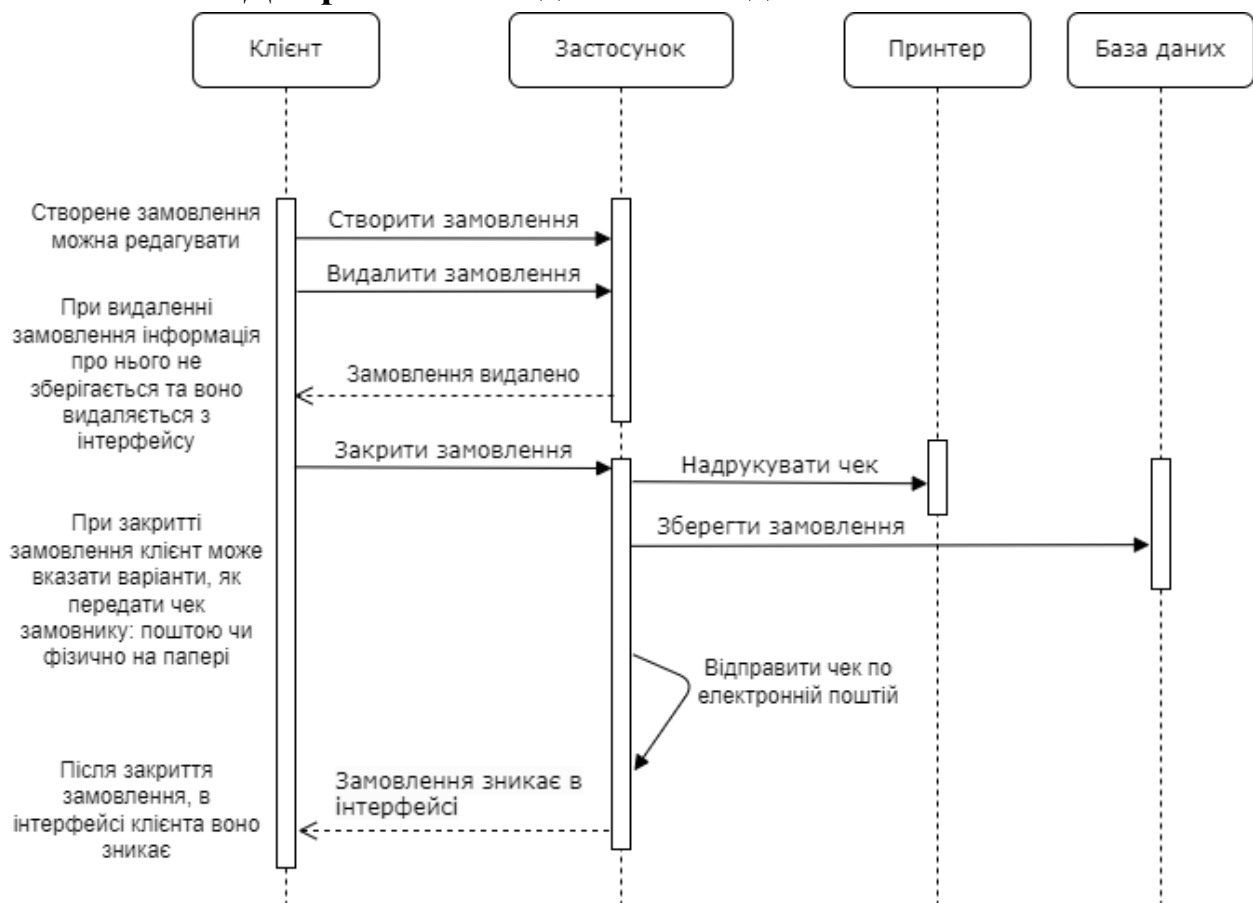 Клієнт
Застосунок
Принтер
База даних
Створене замовлення
можна редагувати
Створити замовлення
Видалити замовлення
При видаленні
замовлення інформація
про нього не
зберігається та воно
видаляється з
інтерфейсу
Замовлення видалено
Закрити замовлення
Надрукувати чек
Зберегти замовлення
При закритті
замовлення клієнт може
вказати варіанти, як
передати чек
замовнику: поштою чи
фізично на папері
Відправити чек по
електронній поштій
Замовлення зникає в
інтерфейсі
Після закриття
замовлення, в
інтерфейсі клієнта воно
зникає